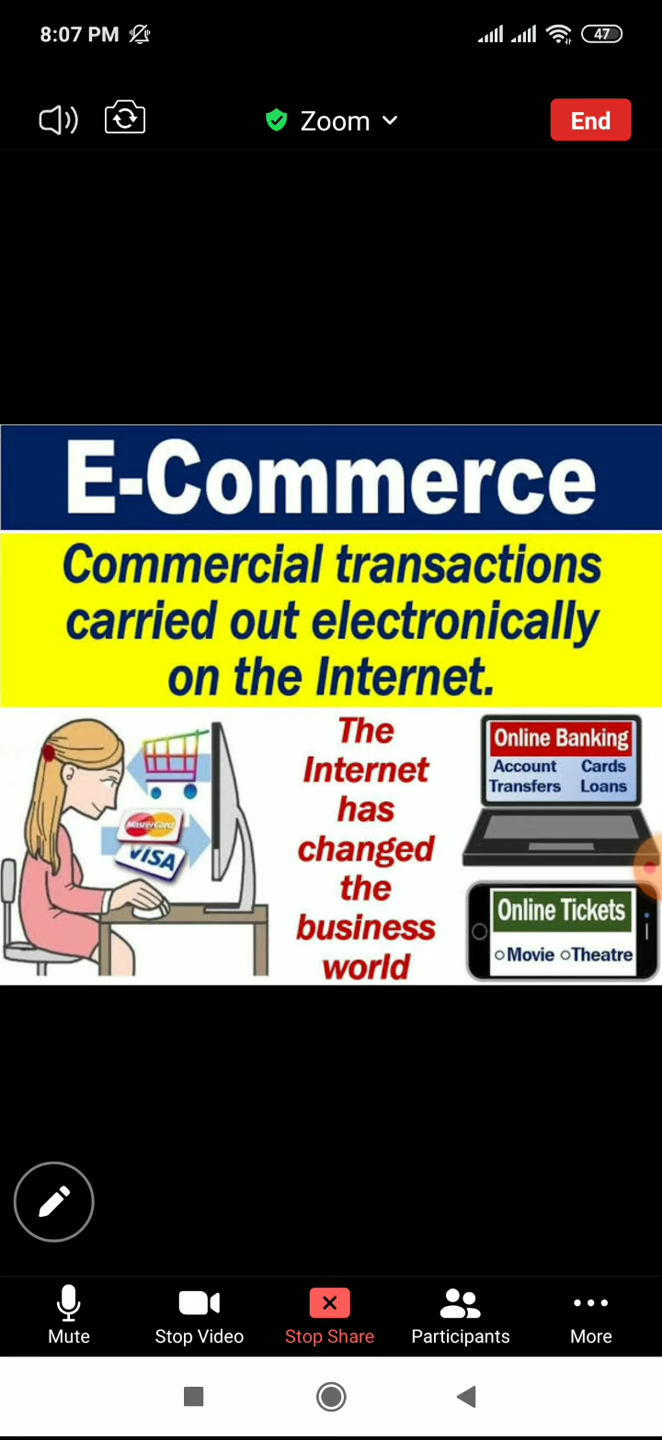 8:07 PM
47
Zoom
End
E-Commerce
Commercial transactions
carried out electronically
on the Internet.
MasterCard
VISA
The
Internet
has
changed
the
business
world
Online Banking
Account Cards
Transfers Loans
Online Tickets
Movie Theatre
Mute
Stop Video
Stop Share
Participants
More